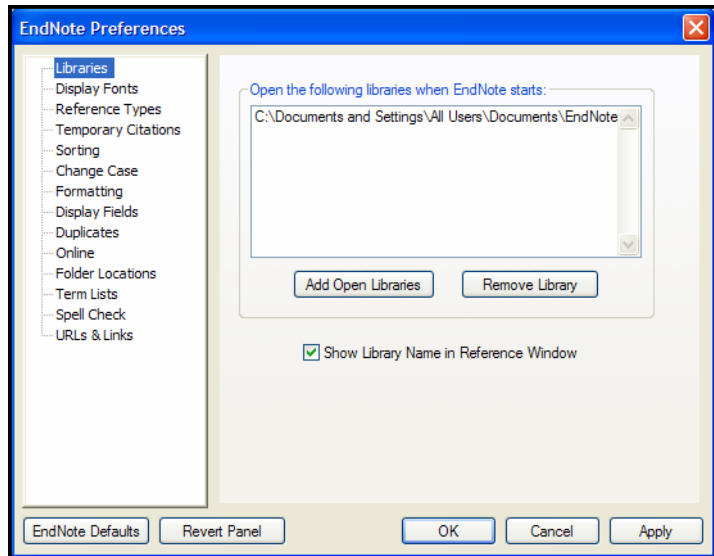 EndNote Preferences
Libraries
Display Fonts
Reference Types
Temporary Citations
Sorting
Change Case
Formatting
Display Fields
Duplicates
Online
Folder Locations
Term Lists
Spell Check
URLs & Links
Open the following libraries when EndNote starts:
C:\Documents and Settings\All Users\Documents\EndNote
Add Open Libraries
Remove Library
Show Library Name in Reference Window
EndNote Defaults
Revert Panel
OK
Cancel
Apply